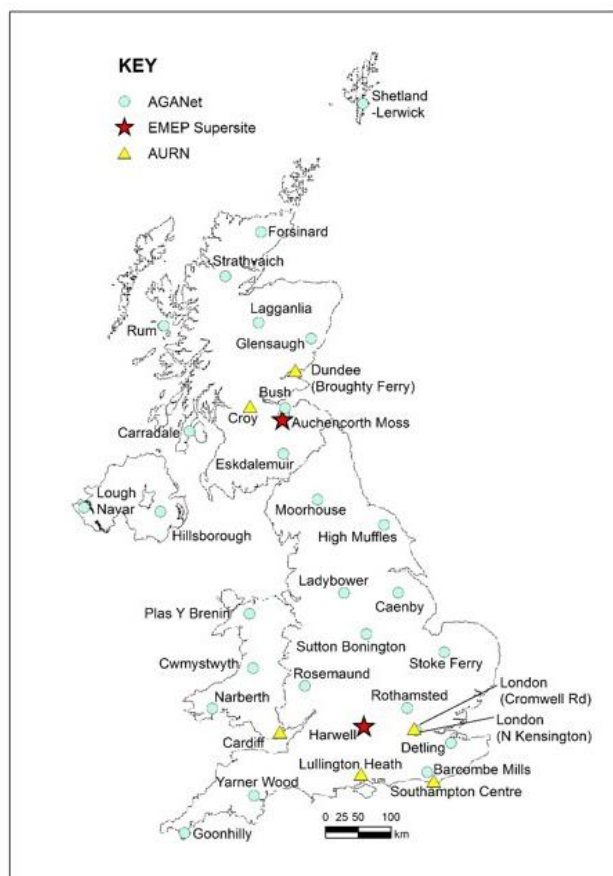 KEY
AGANet
EMEP Supersite
AURN
Shetland
-Lerwick
Forsinard
Strathvaich
Lagganlia
Rum
Glensaugh
Dundee
(Broughty Ferry)
Bush
Croy
Auchencorth Moss
Carradale
Eskdalemuir
Lough
Navar
Hillsborough
Moorhouse
High Muffles
Ladybower
Caenby
Plas Y Brenin
Sutton Bonington
Stoke Ferry
Cwmystwyth
Rosemaund
London
(Cromwell Rd)
Narberth
Rothamsted
London
(N Kensington)
Cardiff
Harwell
Detling
Lullington Heath
Barcombe Mills
Yarner Wood
Southampton Centre
Goonhilly
0 25 50 100
km